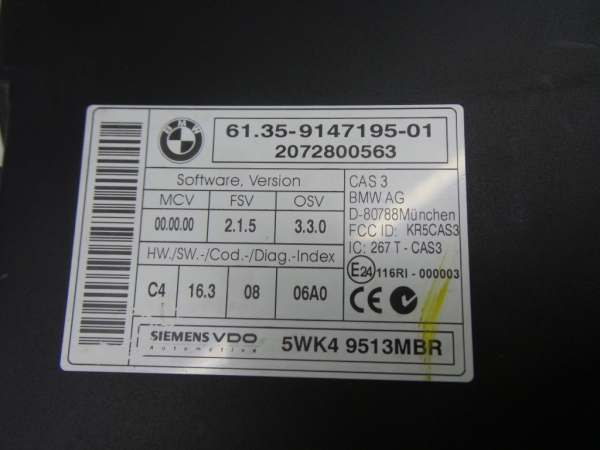 BMW
61.35-9147195-01
2072800563
Software, Version
MCV FSV OSV
00.00.00 2.1.5 3.3.0
HW./SW.-/Cod.-/Diag.-Index
C4 16.3 08 06A0
CAS 3
BMW AG
D-80788München
FCC ID: KR5CAS3
IC: 267 T - CAS3
E24 116RI - 000003
CE
SIEMENS VDO
Automotive
5WK4 9513MBR